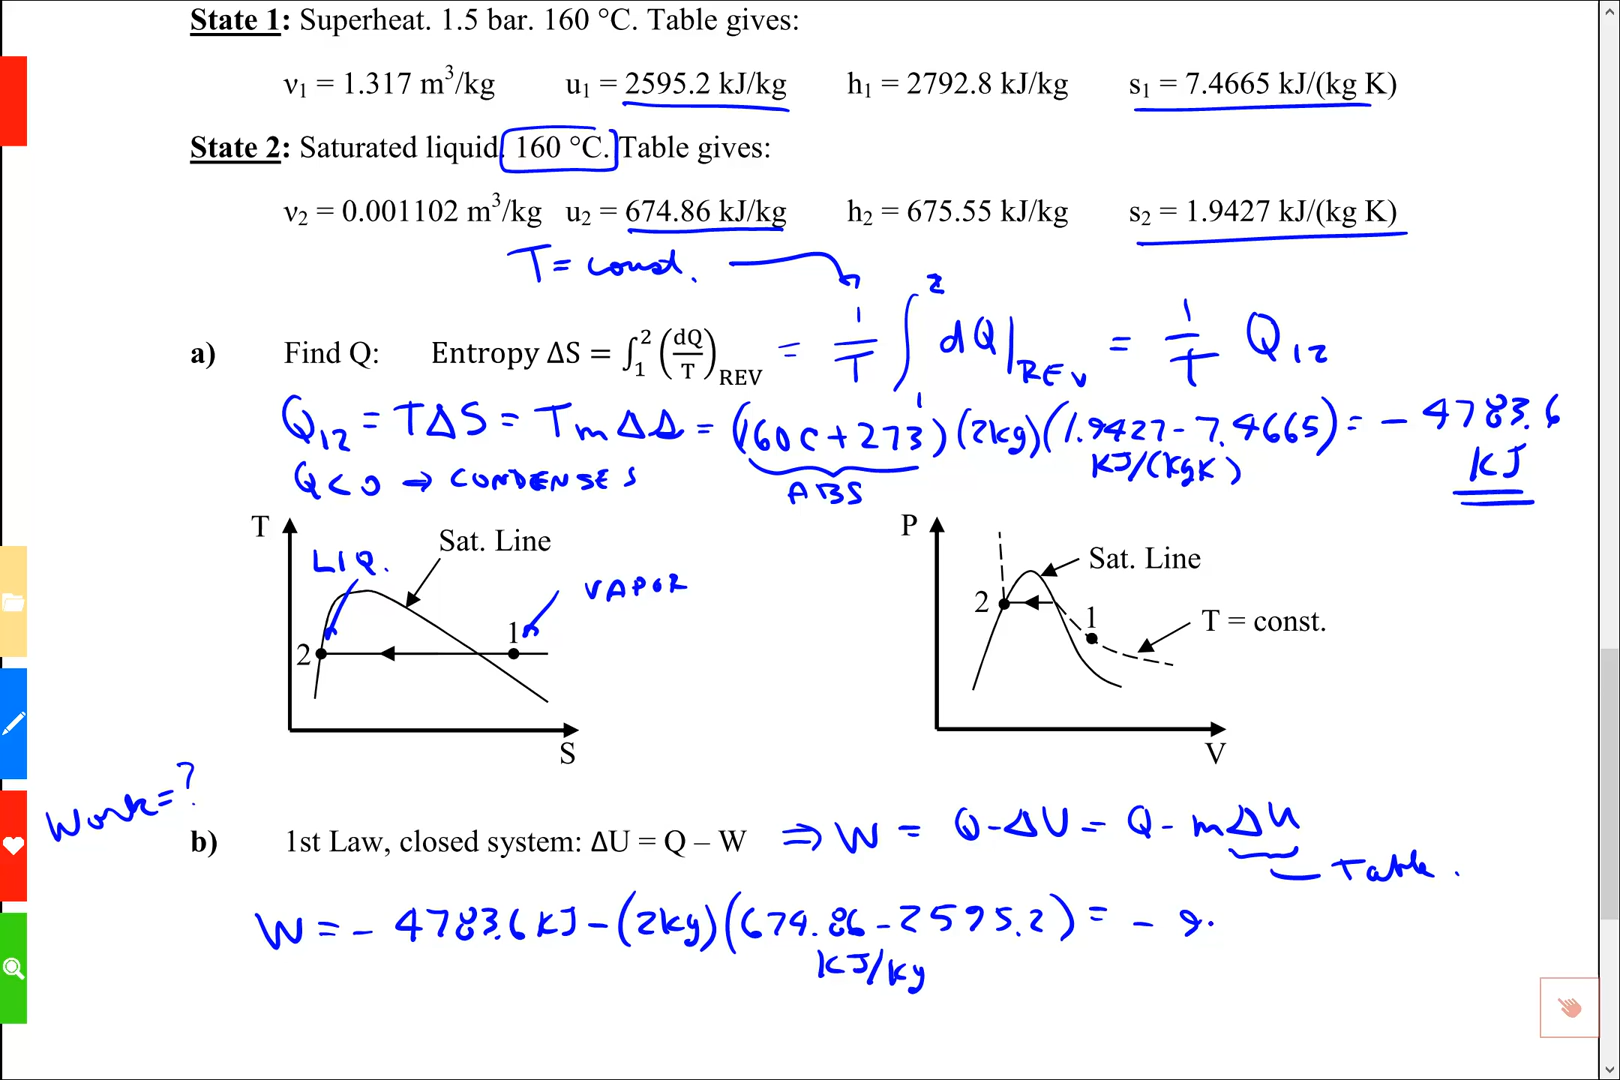 State 1: Superheat. 1.5 bar. 160 °C. Table gives:
ν₁ = 1.317 m³/kg u₁ = 2595.2 kJ/kg h₁ = 2792.8 kJ/kg s₁ = 7.4665 kJ/(kg K)
State 2: Saturated liquid. 160 °C. Table gives:
ν₂ = 0.001102 m³/kg u₂ = 674.86 kJ/kg h₂ = 675.55 kJ/kg s₂ = 1.9427 kJ/(kg K)
T = const.
a) Find Q: Entropy ΔS = ∫₁² (dQ/T)REV = 1/T ∫₁² dQ|REV = 1/T Q₁₂
Q₁₂ = TΔS = TmΔs = (160C + 273)(2kg)(1.9427 - 7.4665) = - 4783.6
KJ/(kgK) KJ
Q<0 → CONDENSES ABS
T LIQ. Sat. Line VAPOR 2 1 S
P Sat. Line 2 1 T = const. V
Work=?
b) 1st Law, closed system: ΔU = Q – W ⇒ W = Q - ΔU = Q - mΔu
Table.
W = - 4783.6 KJ - (2kg)(674.86 - 2595.2) = - 9.
KJ/kg